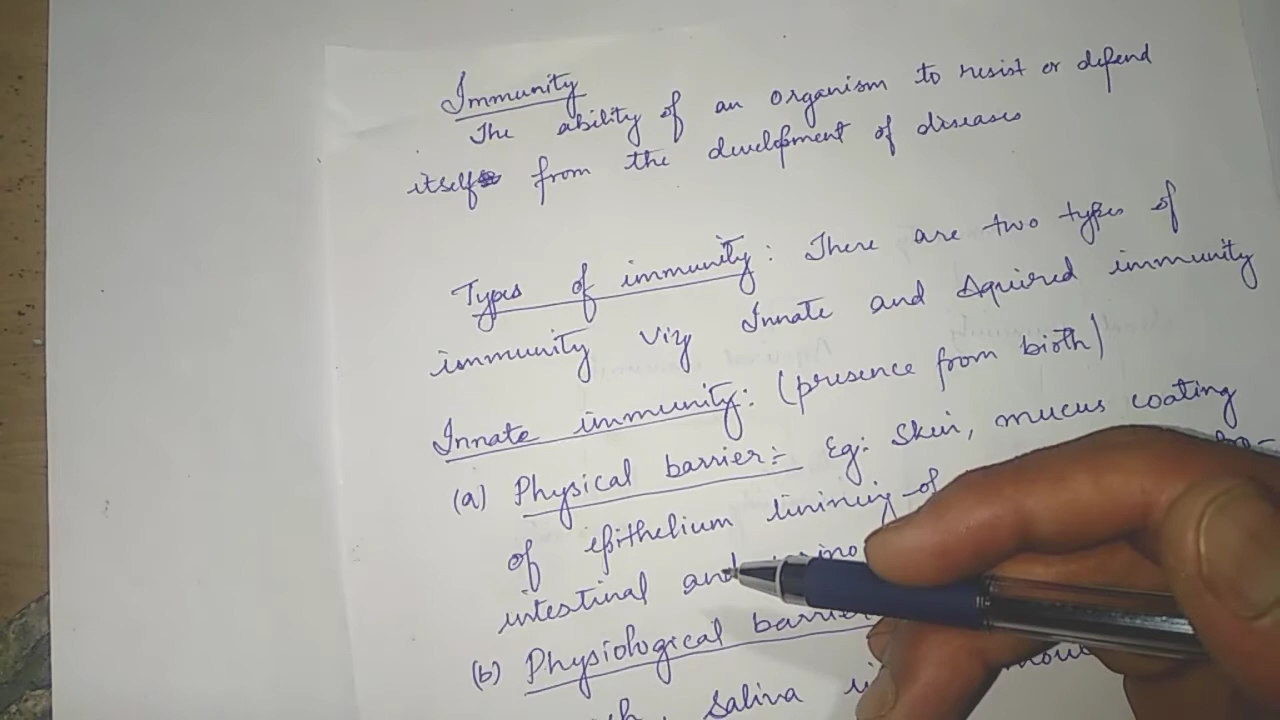 Immunity
The ability of an organism to resist or defend
itself from the development of diseases
Types of immunity: There are two types of
immunity viz Innate and Aquired immunity
Innate immunity: (presence from birth)
(a) Physical barrier:- Eg: Skin, mucus coating
of epithelium linining of
intestinal and
(b) Physiological barrier
saliva